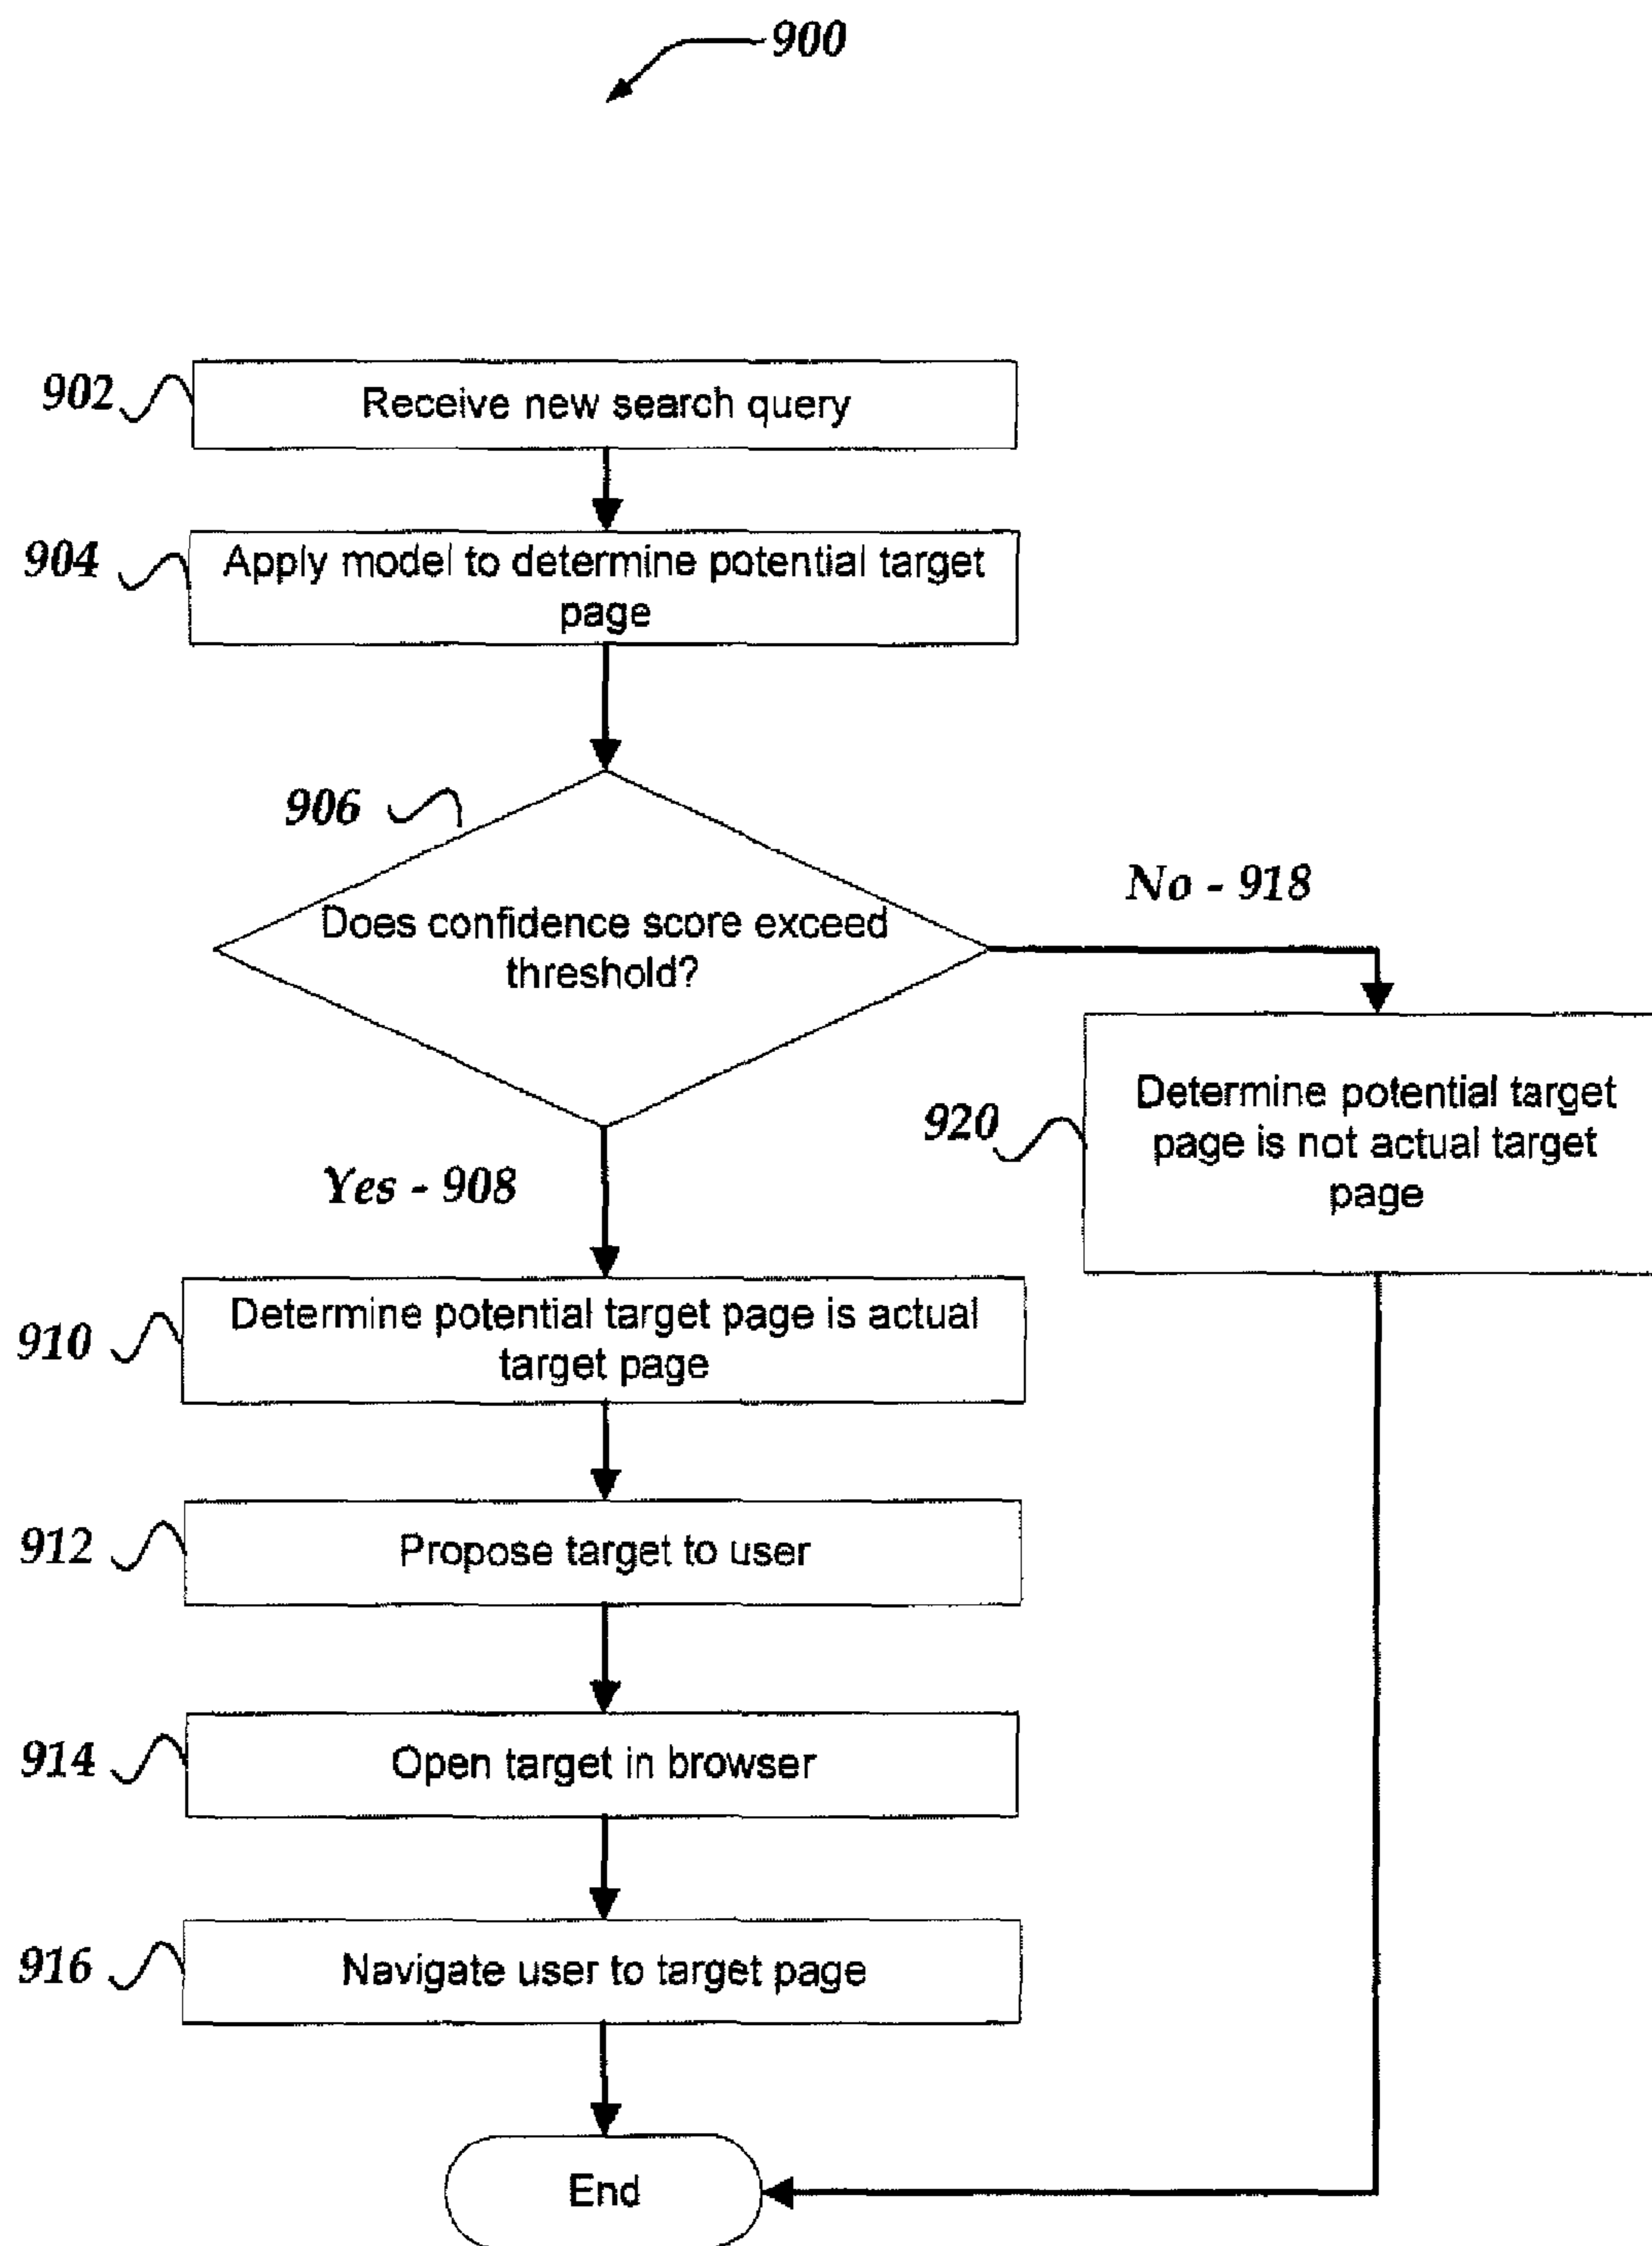 900
902
Receive new search query
904
Apply model to determine potential target
page
906
Does confidence score exceed
threshold?
No - 918
920
Determine potential target
page is not actual target
page
Yes - 908
910
Determine potential target page is actual
target page
912
Propose target to user
914
Open target in browser
916
Navigate user to target page
End